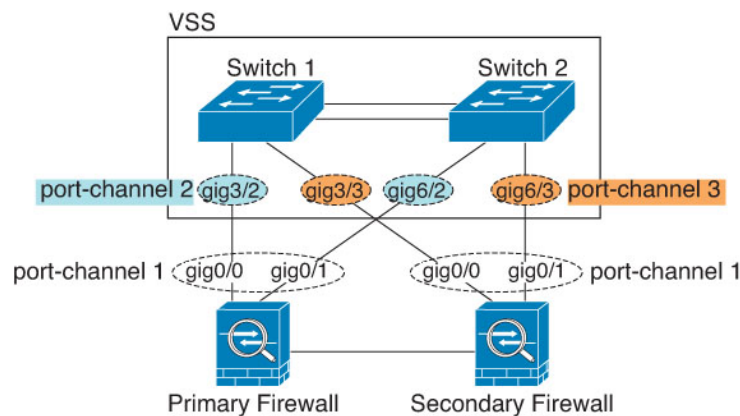 VSS
Switch 1 Switch 2
port-channel 2 gig3/2 gig3/3 gig6/2 gig6/3 port-channel 3
port-channel 1 gig0/0 gig0/1 gig0/0 gig0/1 port-channel 1
Primary Firewall Secondary Firewall